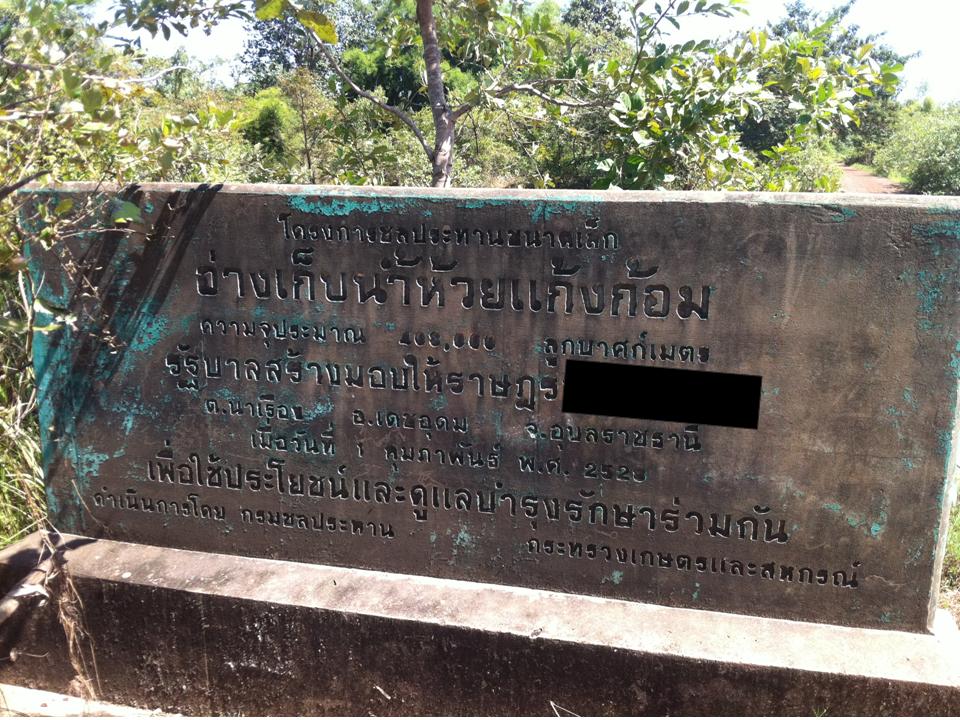 โครงการชลประทานขนาดเล็ก
อ่างเก็บน้ำห้วยแก้งก้อม
ความจุประมาณ ลูกบาศก์เมตร
รัฐบาลสร้างมอบให้ราษฎร
ต.นาเรือง อ.เดชอุดม จ.อุบลราชธานี
เมื่อวันที่ 1 กุมภาพันธ์ พ.ศ.
เพื่อใช้ประโยชน์และดูแลบำรุงรักษาร่วมกัน
ดำเนินการโดย กรมชลประทาน กระทรวงเกษตรและสหกรณ์